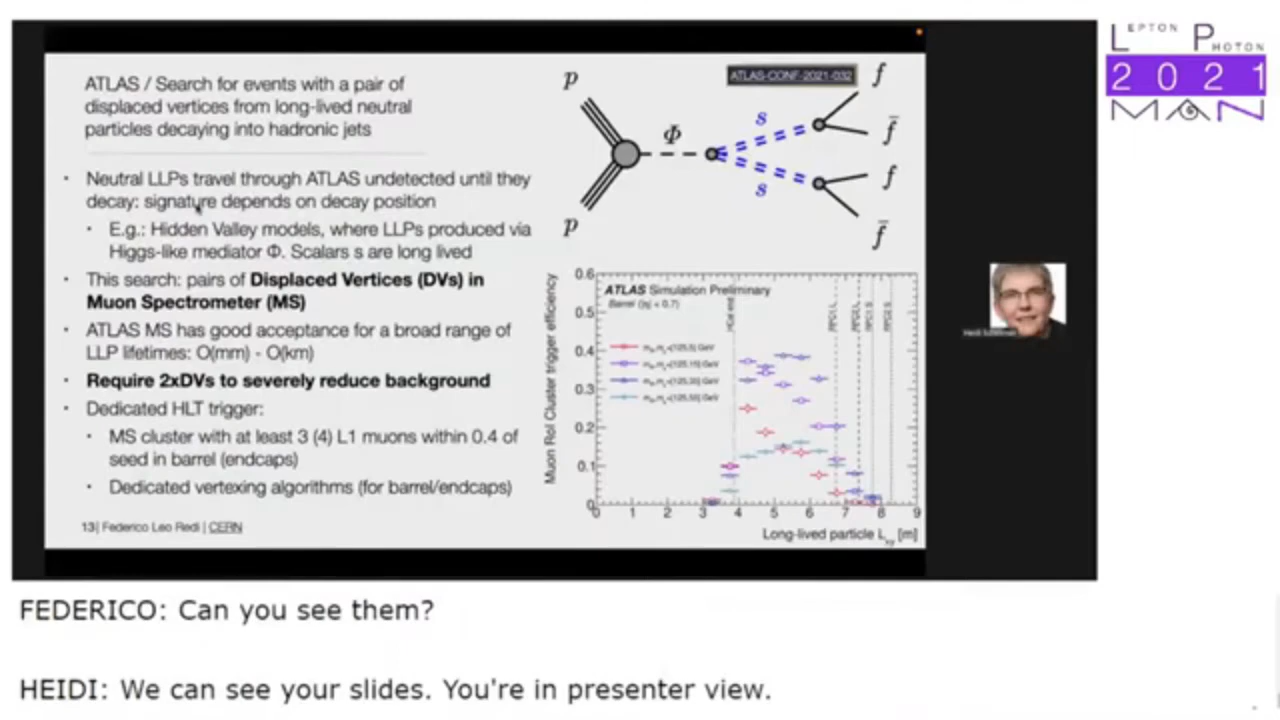 ATLAS / Search for events with a pair of
displaced vertices from long-lived neutral
particles decaying into hadronic jets
• Neutral LLPs travel through ATLAS undetected until they
decay: signature depends on decay position
• E.g.: Hidden Valley models, where LLPs produced via
Higgs-like mediator Φ. Scalars s are long lived
• This search: pairs of Displaced Vertices (DVs) in
Muon Spectrometer (MS)
• ATLAS MS has good acceptance for a broad range of
LLP lifetimes: O(mm) - O(km)
• Require 2xDVs to severely reduce background
• Dedicated HLT trigger:
• MS cluster with at least 3 (4) L1 muons within 0.4 of
seed in barrel (endcaps)
• Dedicated vertexing algorithms (for barrel/endcaps)
13| Federico Leo Redi | CERN
ATLAS-CONF-2021-032
p
p
Φ
s
s
f
f̄
f
f̄
Muon RoI Cluster trigger efficiency
0.6
0.5
0.4
0.3
0.2
0.1
0
ATLAS Simulation Preliminary
Barrel (|η| < 0.7)
HCal end
0 1 2 3 4 5 6 7 8 9
Long-lived particle Lxy [m]
LEPTON PHOTON
2021
MAN
FEDERICO: Can you see them?
HEIDI: We can see your slides. You're in presenter view.